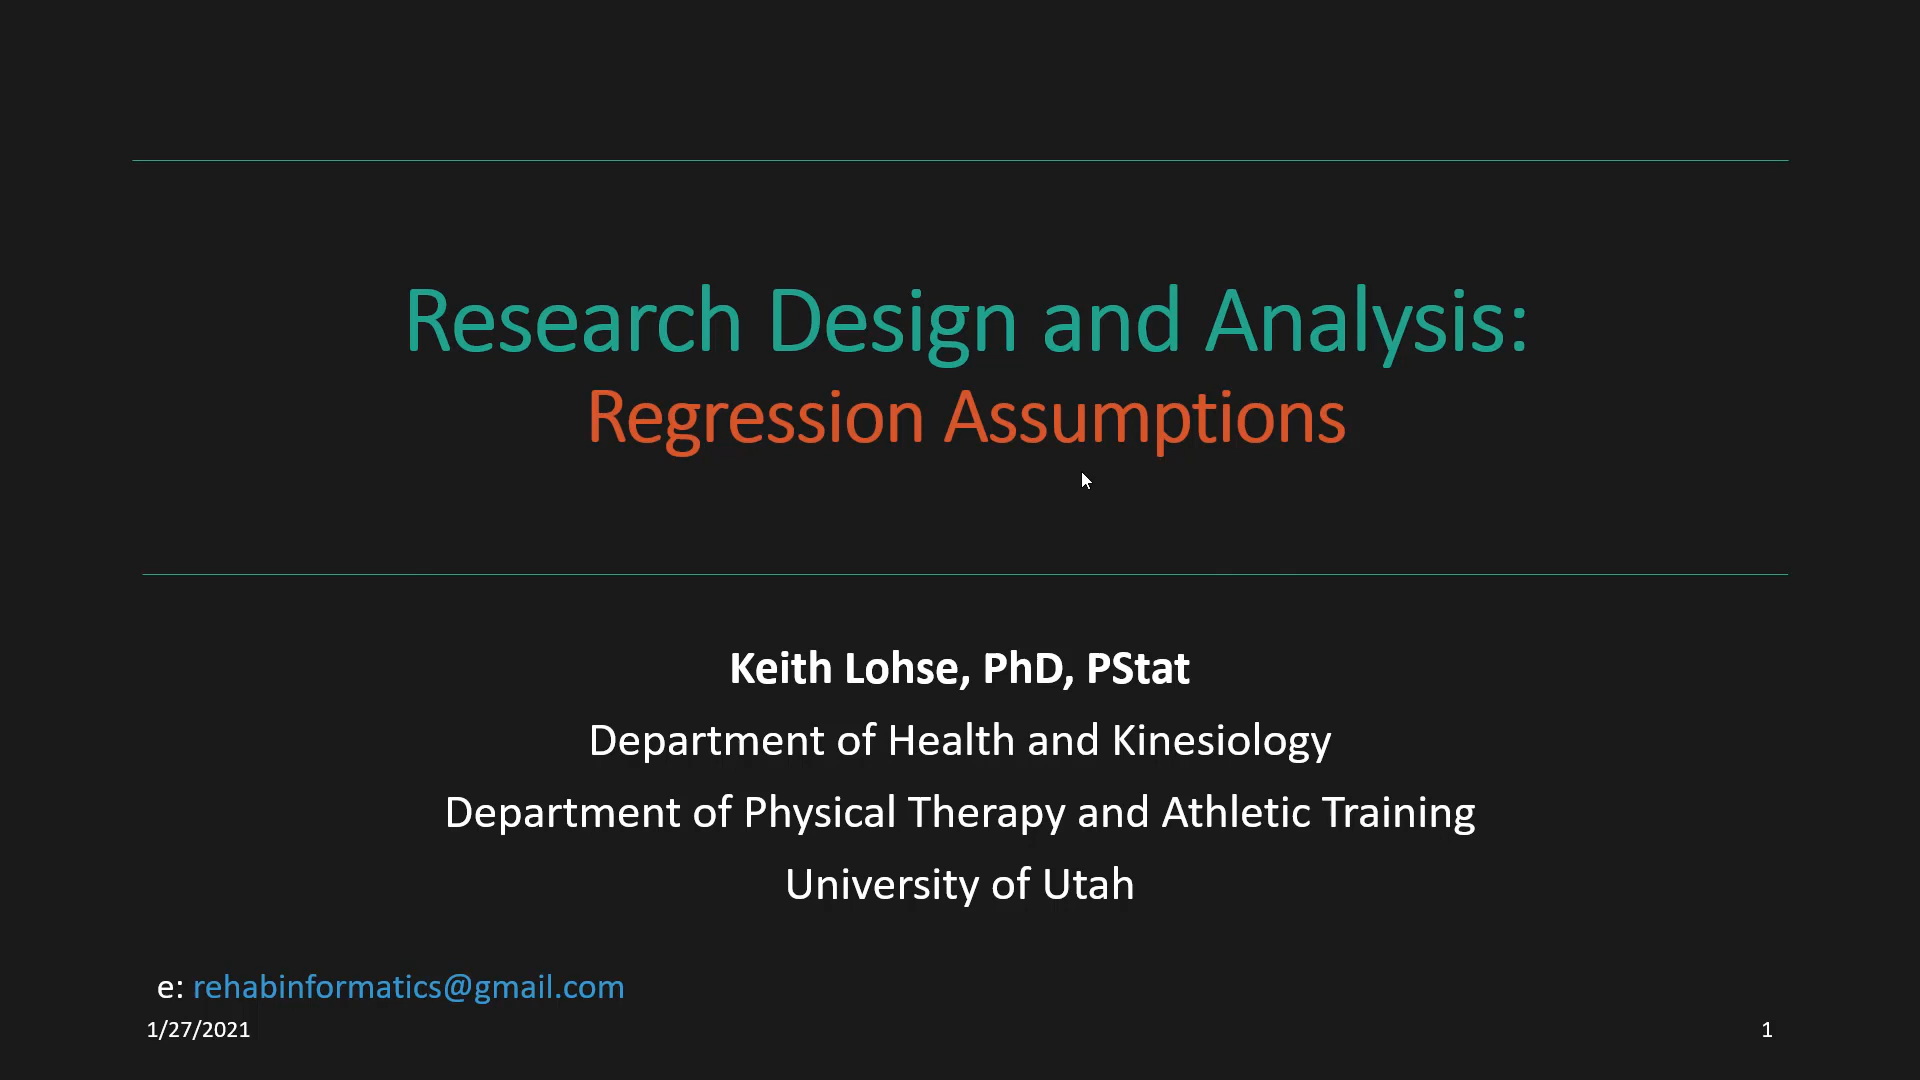 Research Design and Analysis:
Regression Assumptions
Keith Lohse, PhD, PStat
Department of Health and Kinesiology
Department of Physical Therapy and Athletic Training
University of Utah
e: rehabinformatics@gmail.com
1/27/2021
1